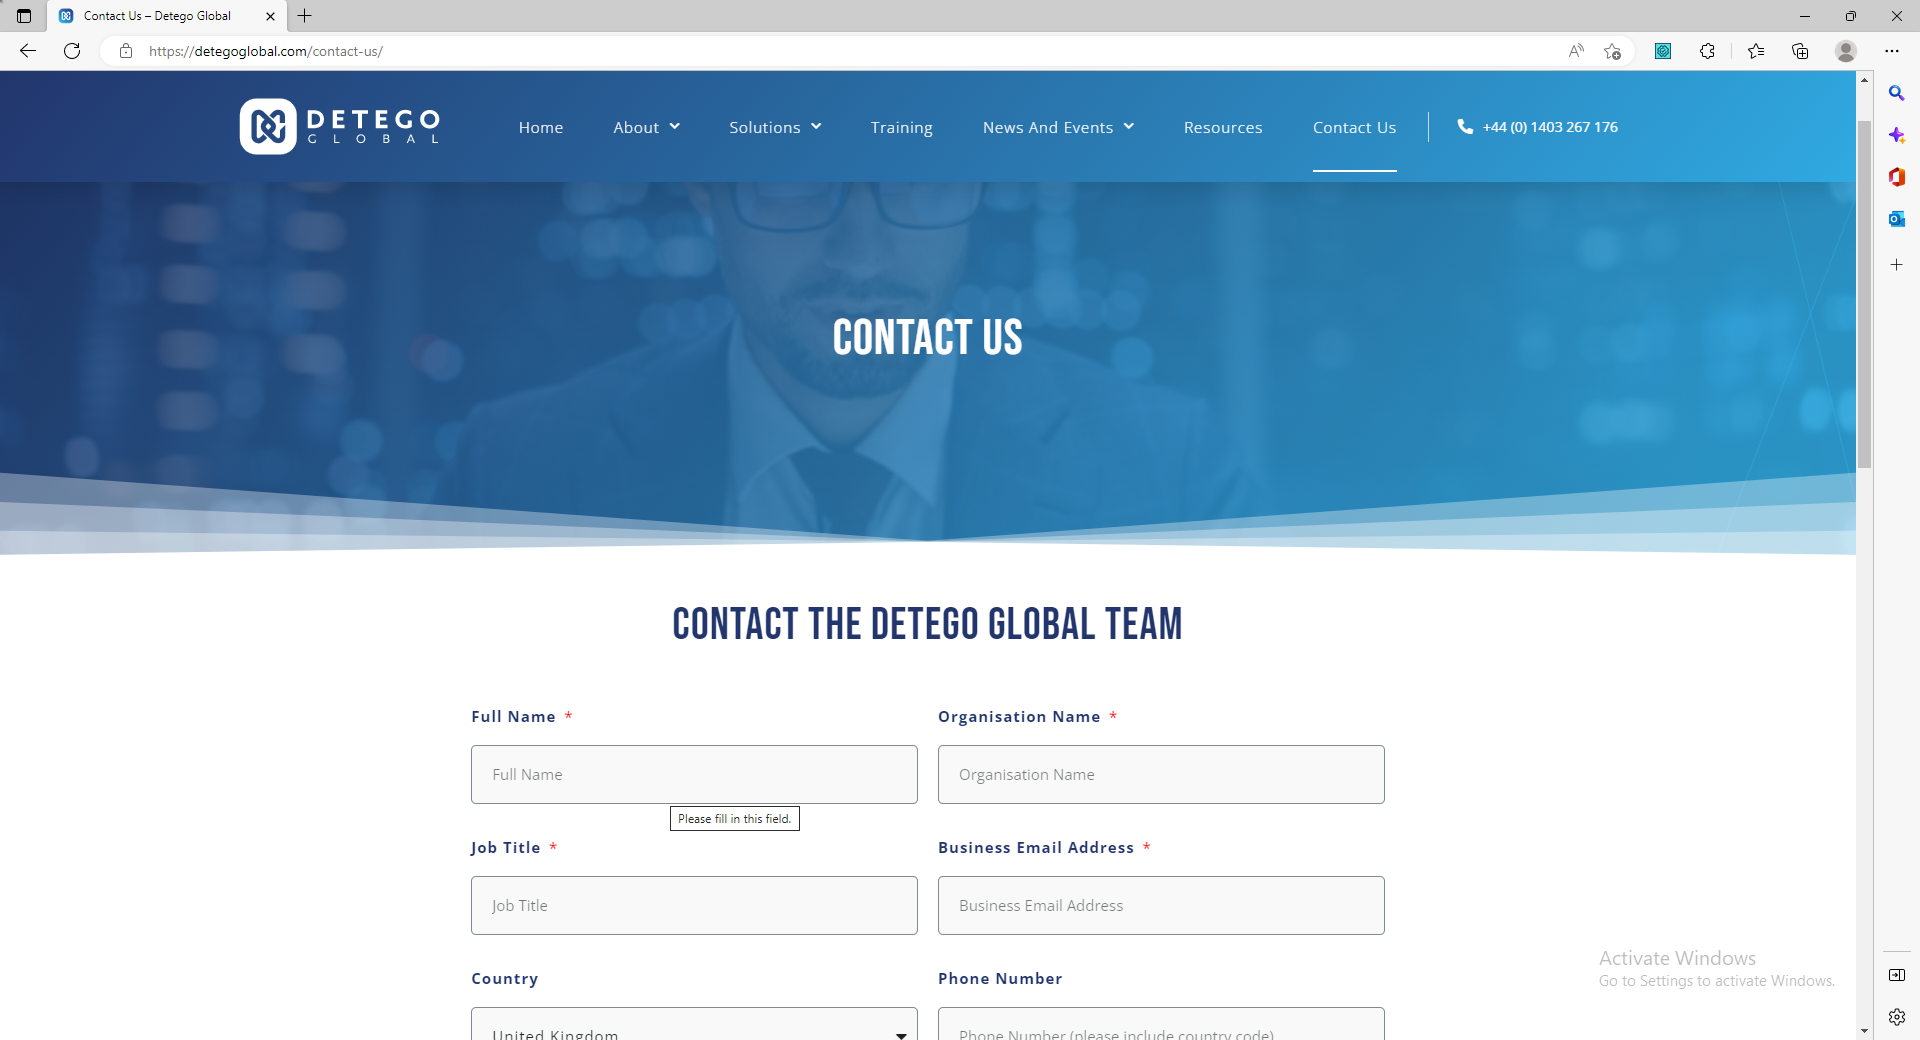 Contact Us – Detego Global
https://detegoglobal.com/contact-us/
DETEGO
GLOBAL
Home
About
Solutions
Training
News And Events
Resources
Contact Us
+44 (0) 1403 267 176
CONTACT US
CONTACT THE DETEGO GLOBAL TEAM
Full Name *
Organisation Name *
Full Name
Organisation Name
Please fill in this field.
Job Title *
Business Email Address *
Job Title
Business Email Address
Country
Phone Number
United Kingdom
Phone Number (please include country code)
Activate Windows
Go to Settings to activate Windows.